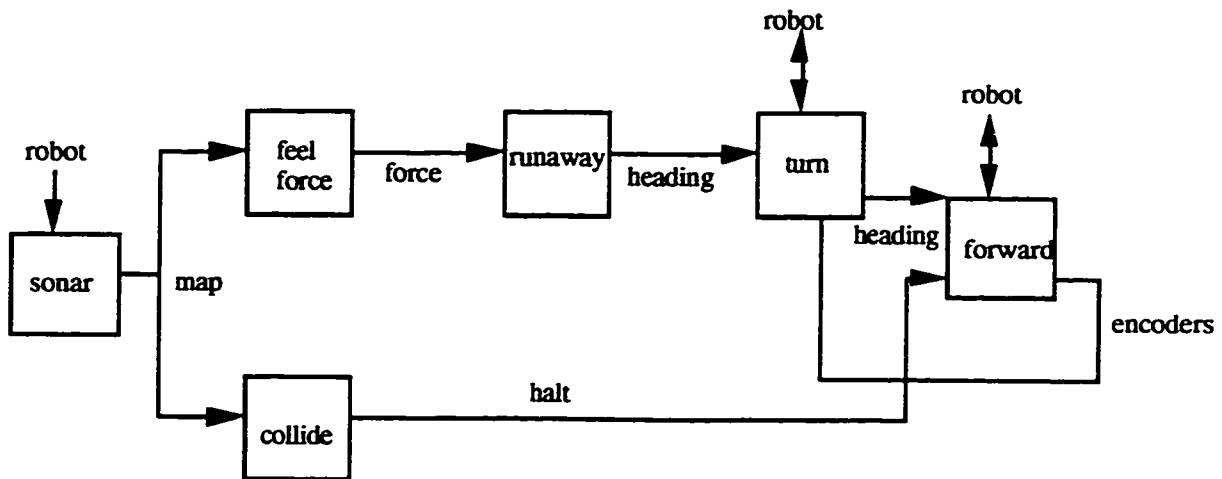 robot
robot
robot
feel
force
force
runaway
heading
turn
heading
forward
sonar
map
encoders
halt
collide